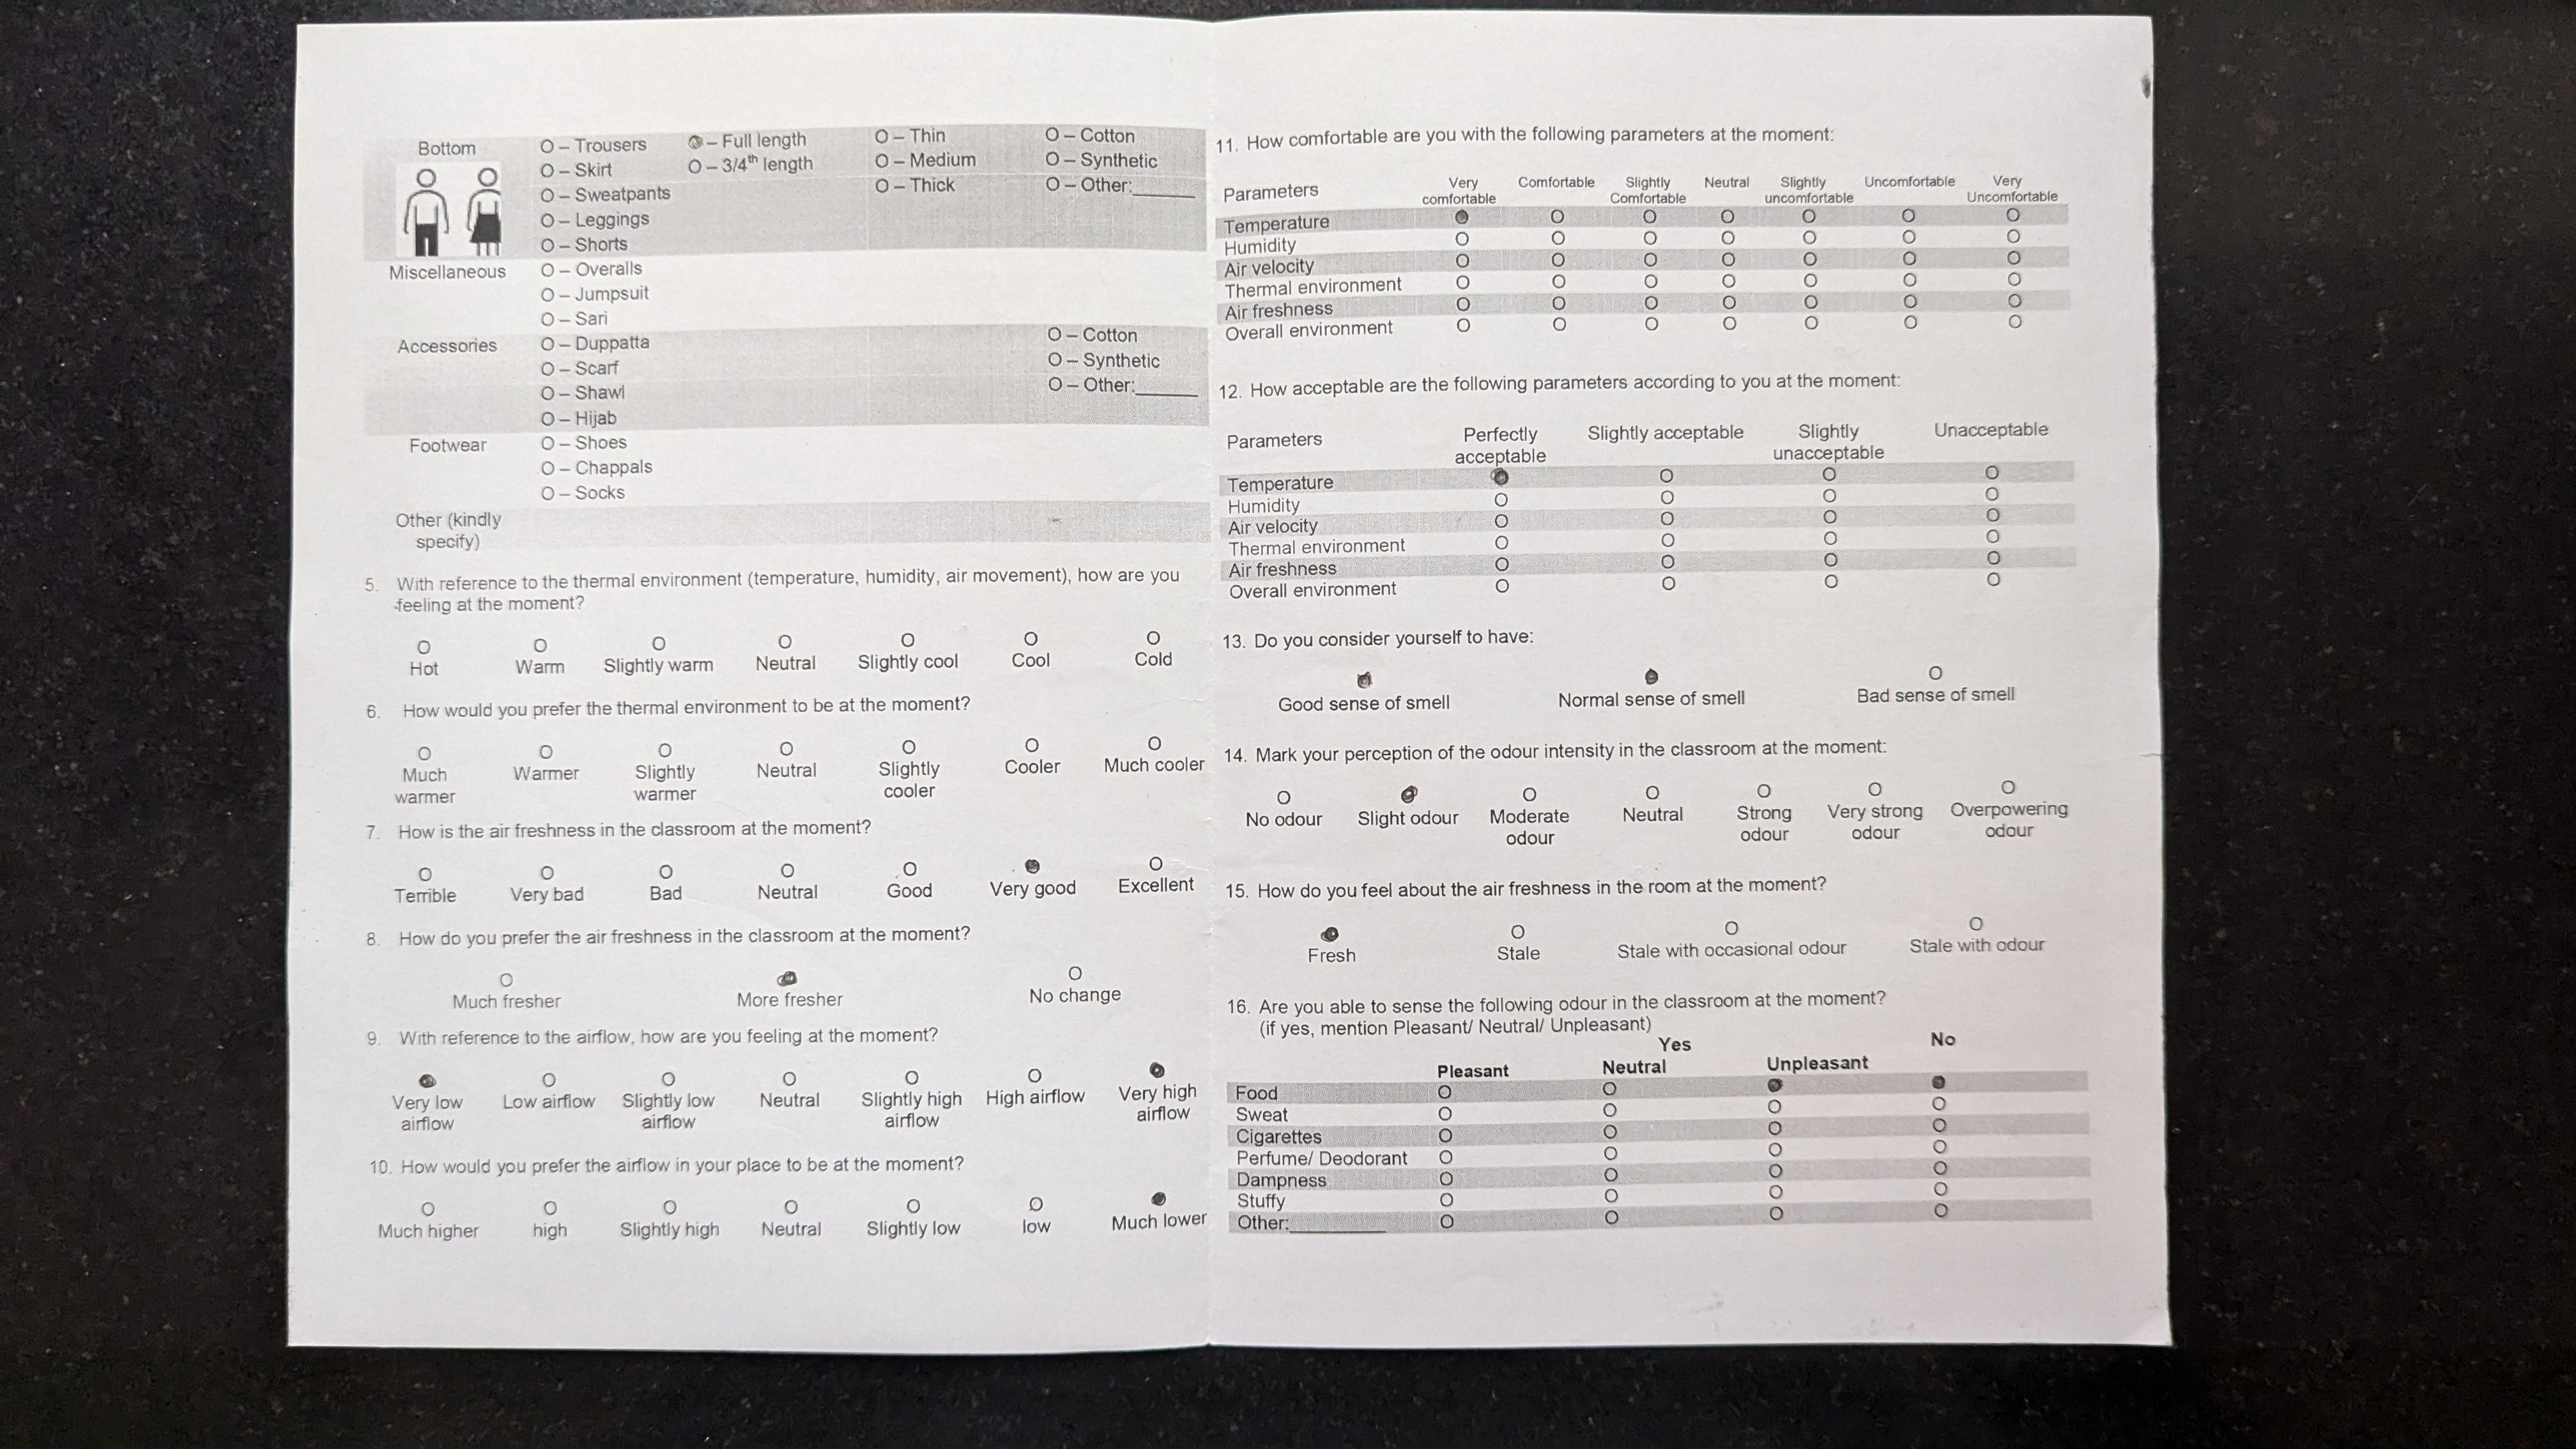 Bottom O – Trousers – Full length O – Thin O – Cotton
O – Skirt O – 3/4th length O – Medium O – Synthetic
O – Sweatpants O – Thick O – Other:______
O – Leggings
O – Shorts
Miscellaneous O – Overalls
O – Jumpsuit
O – Sari
Accessories O – Duppatta O – Cotton
O – Scarf O – Synthetic
O – Shawl O – Other:______
O – Hijab
Footwear O – Shoes
O – Chappals
O – Socks
Other (kindly
specify)
5. With reference to the thermal environment (temperature, humidity, air movement), how are you
feeling at the moment?
O O O O O O O
Hot Warm Slightly warm Neutral Slightly cool Cool Cold
6. How would you prefer the thermal environment to be at the moment?
O O O O O O O
Much Warmer Slightly Neutral Slightly Cooler Much cooler
warmer warmer cooler
7. How is the air freshness in the classroom at the moment?
O O O O O O
Terrible Very bad Bad Neutral Good Very good Excellent
8. How do you prefer the air freshness in the classroom at the moment?
O O
Much fresher More fresher No change
9. With reference to the airflow, how are you feeling at the moment?
O O O O O
Very low Low airflow Slightly low Neutral Slightly high High airflow Very high
airflow airflow airflow airflow
10. How would you prefer the airflow in your place to be at the moment?
O O O O O O
Much higher high Slightly high Neutral Slightly low low Much lower
11. How comfortable are you with the following parameters at the moment:
Parameters Very Comfortable Slightly Neutral Slightly Uncomfortable Very
comfortable Comfortable uncomfortable Uncomfortable
Temperature O O O O O O
Humidity O O O O O O O
Air velocity O O O O O O O
Thermal environment O O O O O O O
Air freshness O O O O O O O
Overall environment O O O O O O O
12. How acceptable are the following parameters according to you at the moment:
Parameters Perfectly Slightly acceptable Slightly Unacceptable
acceptable unacceptable
Temperature O O O
Humidity O O O O
Air velocity O O O O
Thermal environment O O O O
Air freshness O O O O
Overall environment O O O O
13. Do you consider yourself to have:
O
Good sense of smell Normal sense of smell Bad sense of smell
14. Mark your perception of the odour intensity in the classroom at the moment:
O O O O O O
No odour Slight odour Moderate Neutral Strong Very strong Overpowering
odour odour odour odour
15. How do you feel about the air freshness in the room at the moment?
O O O
Fresh Stale Stale with occasional odour Stale with odour
16. Are you able to sense the following odour in the classroom at the moment?
(if yes, mention Pleasant/ Neutral/ Unpleasant)
Yes No
Pleasant Neutral Unpleasant
Food O O
Sweat O O O O
Cigarettes O O O O
Perfume/ Deodorant O O O O
Dampness O O O O
Stuffy O O O O
Other:__________ O O O O